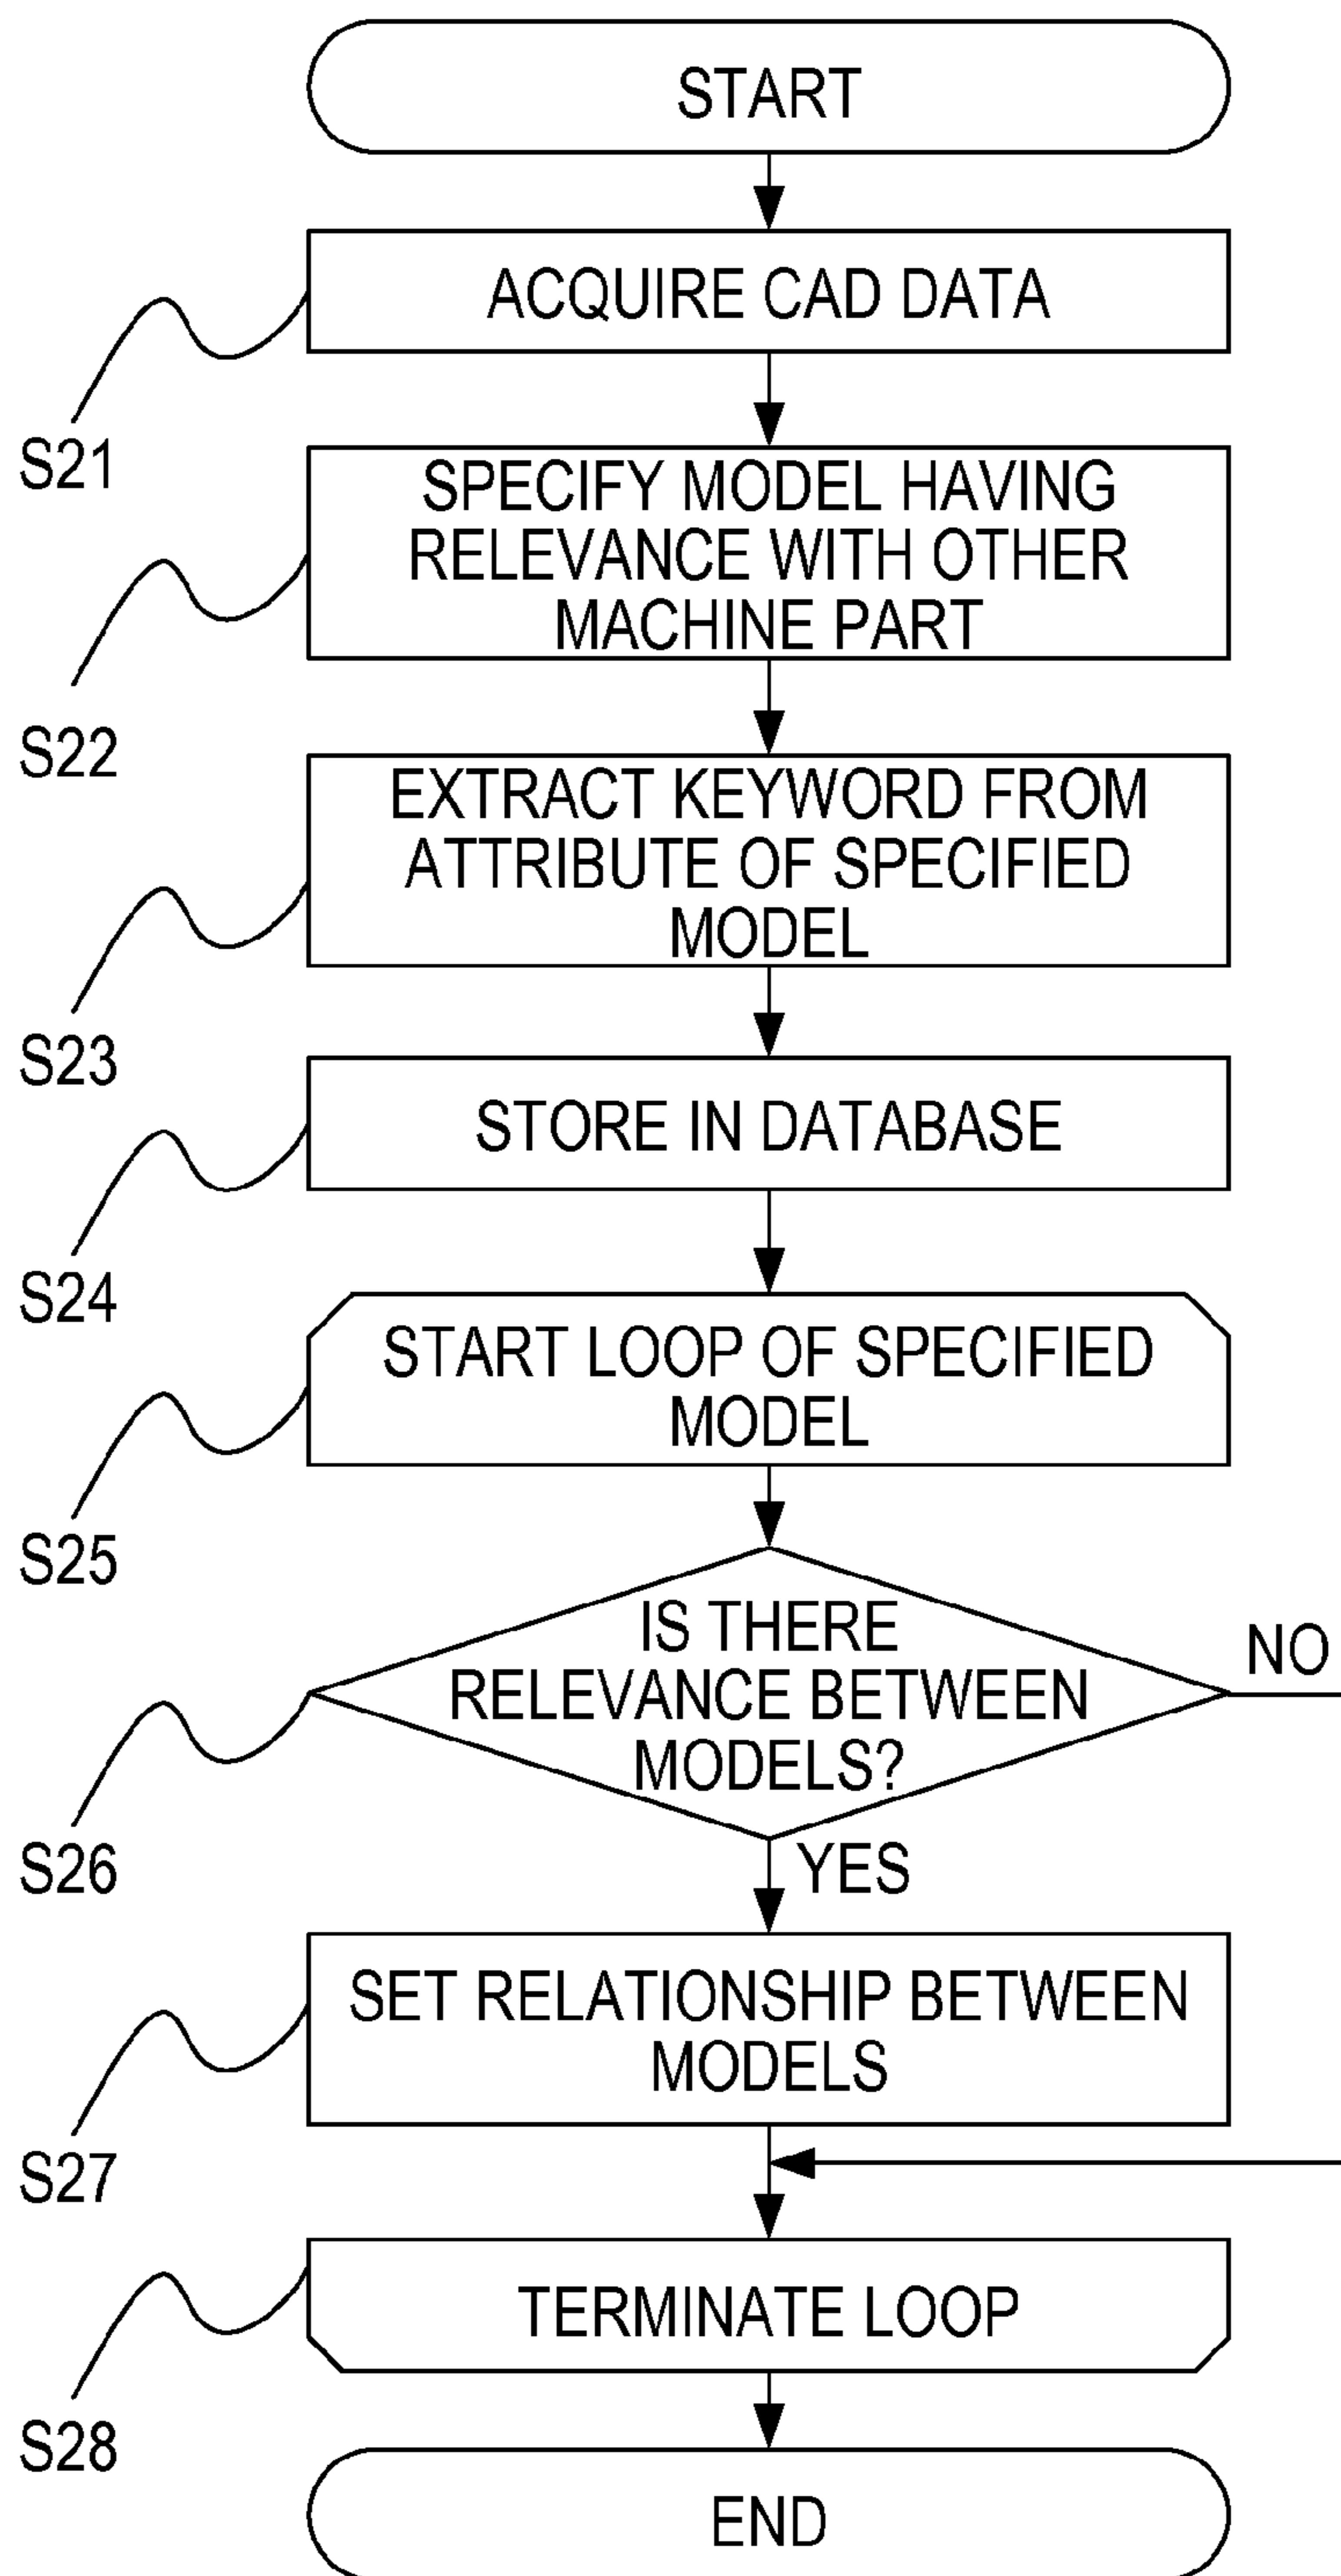 START
ACQUIRE CAD DATA
S21
SPECIFY MODEL HAVING
RELEVANCE WITH OTHER
MACHINE PART
S22
EXTRACT KEYWORD FROM
ATTRIBUTE OF SPECIFIED
MODEL
S23
STORE IN DATABASE
S24
START LOOP OF SPECIFIED
MODEL
S25
IS THERE
RELEVANCE BETWEEN
MODELS?
NO
S26
YES
SET RELATIONSHIP BETWEEN
MODELS
S27
TERMINATE LOOP
S28
END